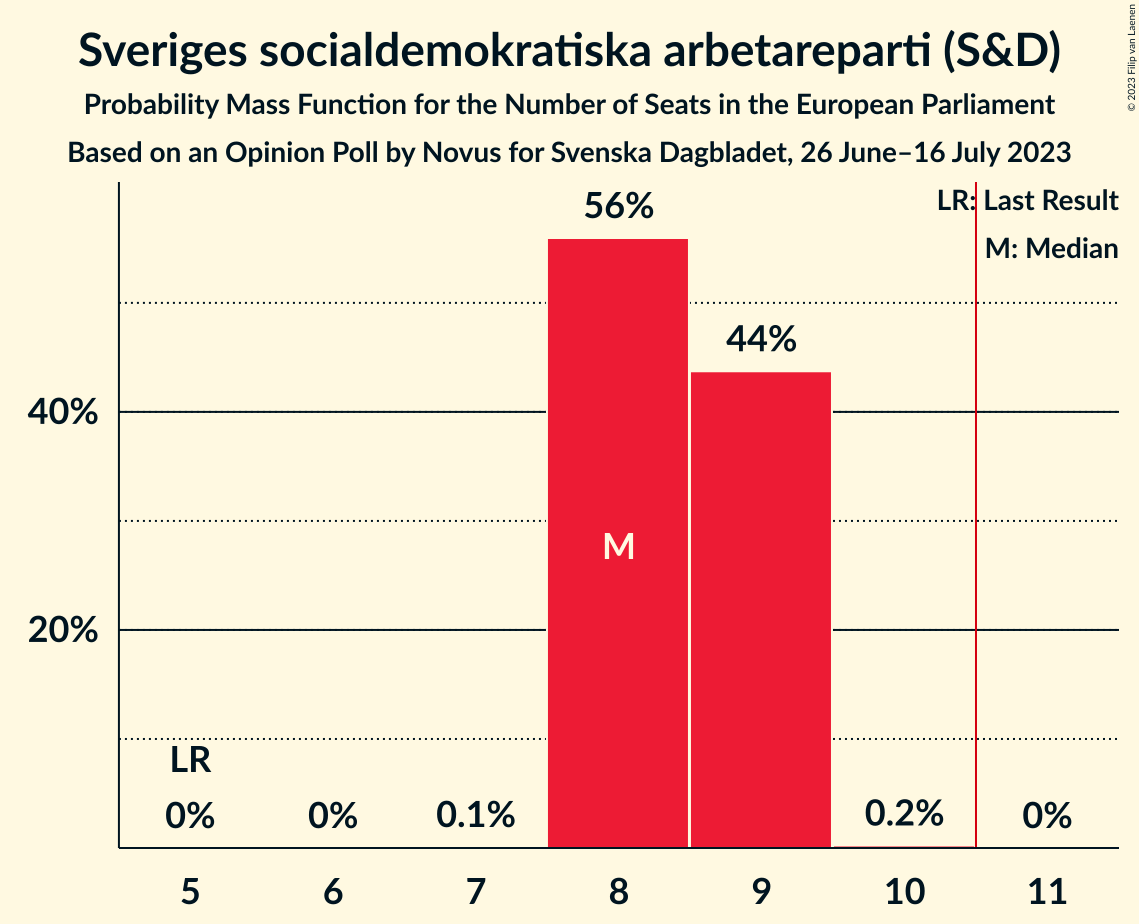 Sveriges socialdemokratiska arbetareparti (S&D)
Probability Mass Function for the Number of Seats in the European Parliament
Based on an Opinion Poll by Novus for Svenska Dagbladet, 26 June–16 July 2023
© 2023 Filip van Laenen
LR: Last Result
M: Median
56%
44%
40%
M
20%
LR
0%
0%
0.1%
0.2%
0%
5
6
7
8
9
10
11